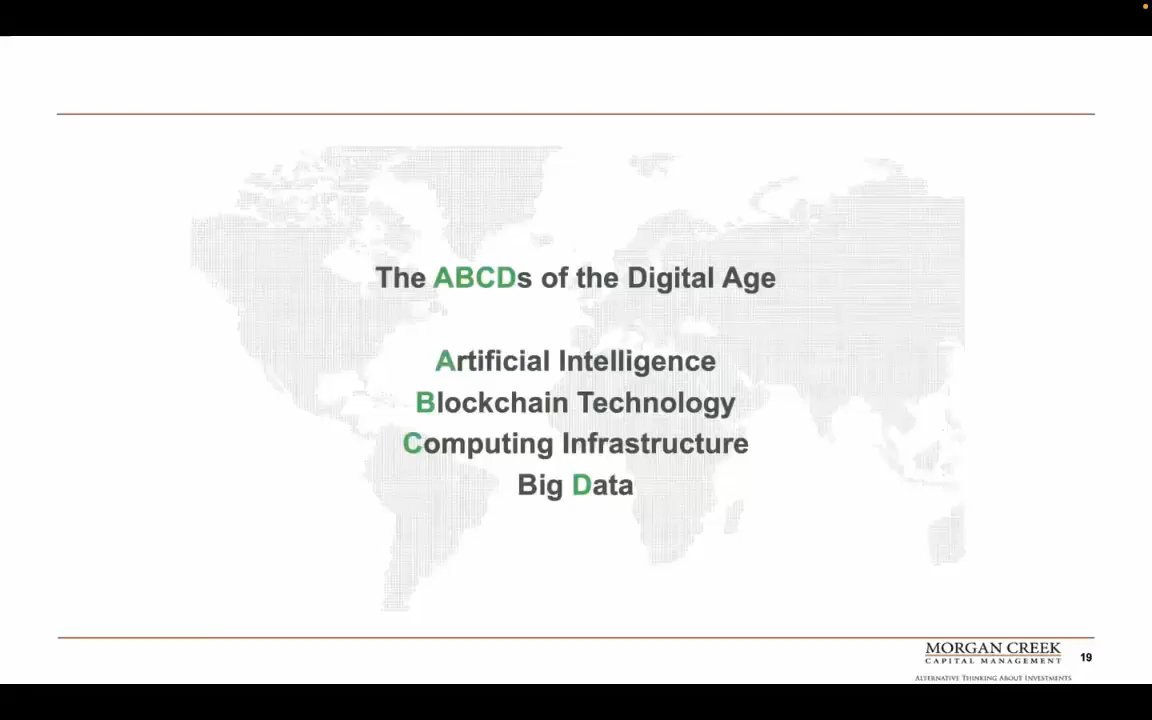 The ABCDs of the Digital Age
Artificial Intelligence
Blockchain Technology
Computing Infrastructure
Big Data
MORGAN CREEK
CAPITAL MANAGEMENT
19
ALTERNATIVE THINKING ABOUT INVESTMENTS